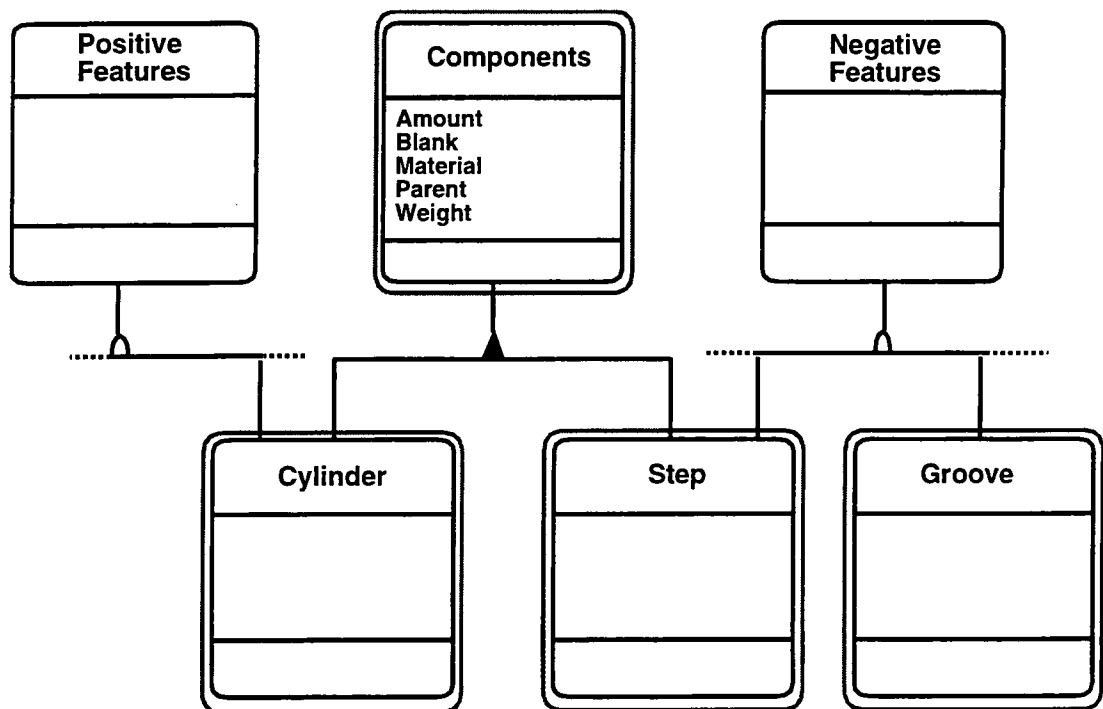 Positive
Features
Components
Amount
Blank
Material
Parent
Weight
Negative
Features
Cylinder
Step
Groove